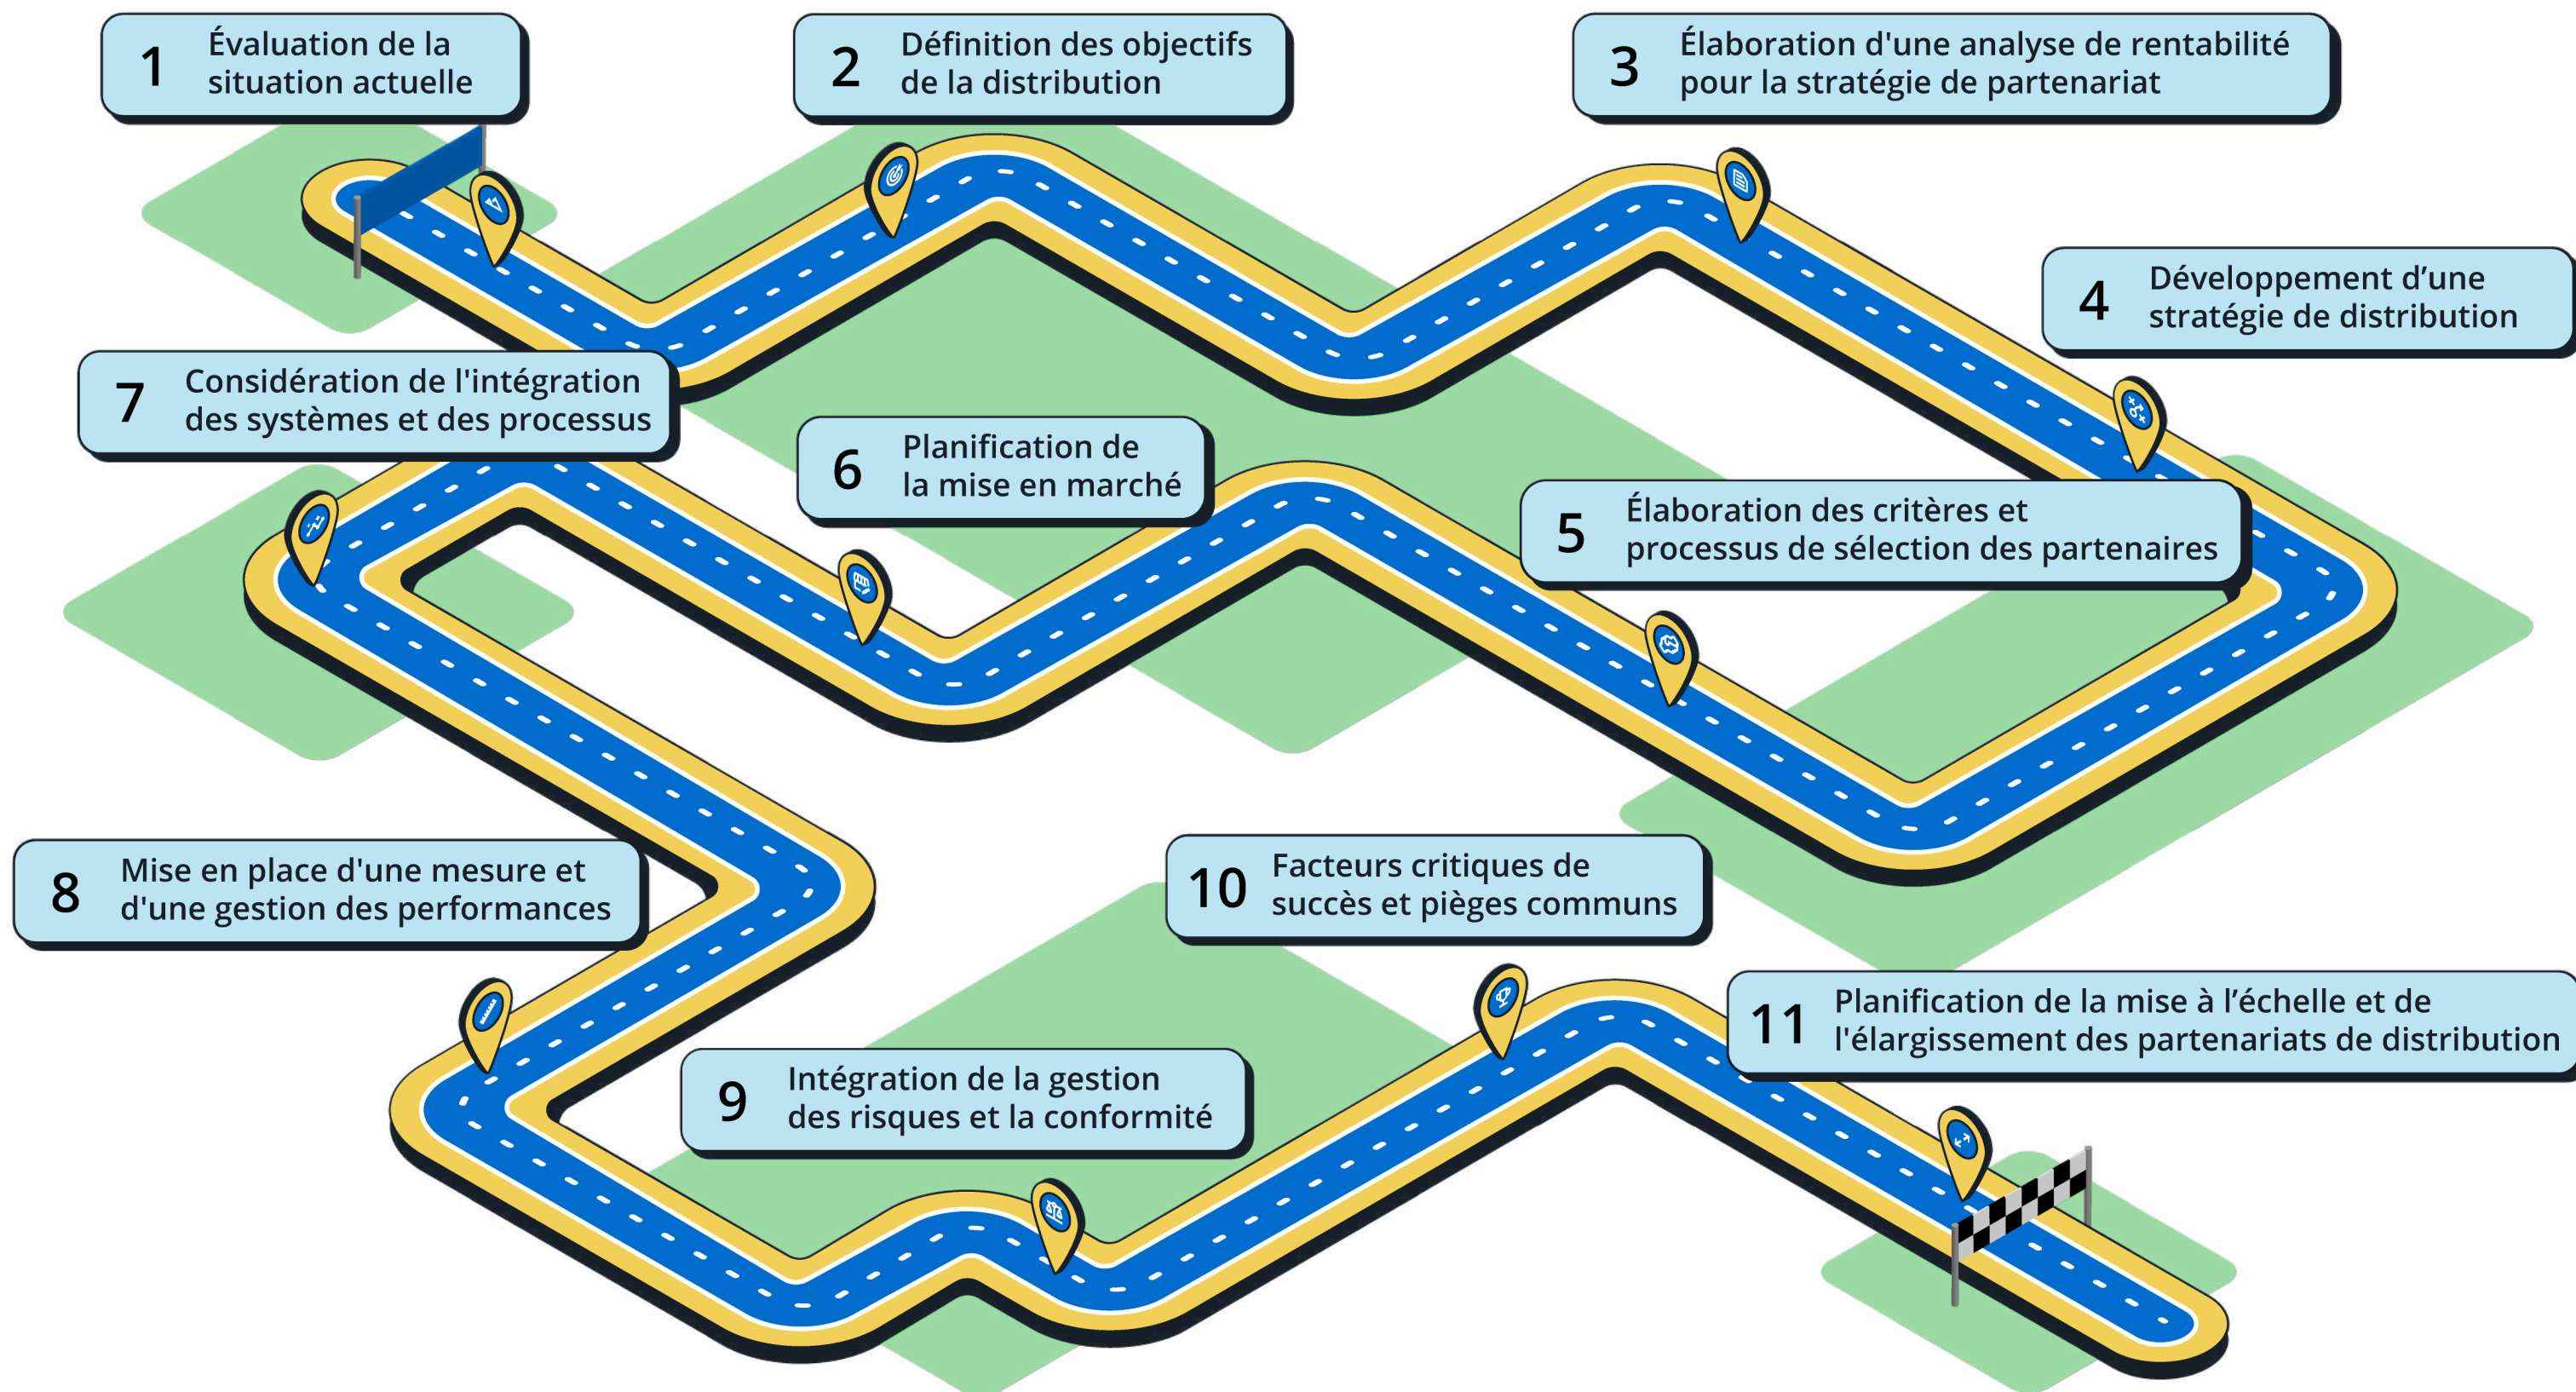 1
Évaluation de la
situation actuelle
2
Définition des objectifs
de la distribution
3
Élaboration d'une analyse de rentabilité
pour la stratégie de partenariat
4
Développement d’une
stratégie de distribution
5
Élaboration des critères et
processus de sélection des partenaires
6
Planification de
la mise en marché
7
Considération de l'intégration
des systèmes et des processus
8
Mise en place d'une mesure et
d'une gestion des performances
9
Intégration de la gestion
des risques et la conformité
10
Facteurs critiques de
succès et pièges communs
11
Planification de la mise à l’échelle et de
l'élargissement des partenariats de distribution